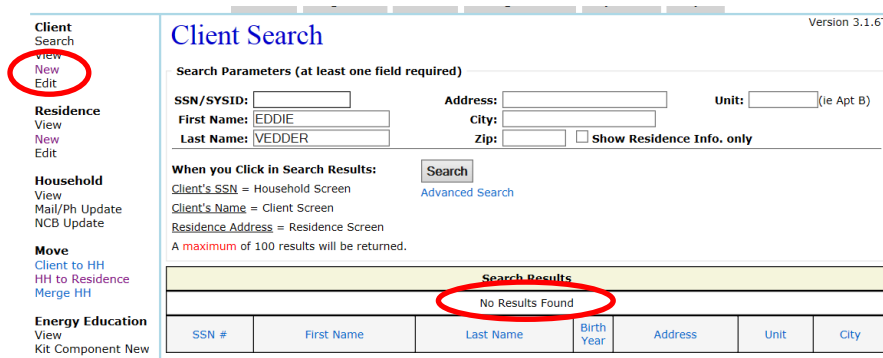 Version 3.1.67
Client
Search
View
New
Edit
Residence
View
New
Edit
Household
View
Mail/Ph Update
NCB Update
Move
Client to HH
HH to Residence
Merge HH
Energy Education
View
Kit Component New
Client Search
Search Parameters (at least one field required)
SSN/SYSID: Address: Unit: (ie Apt B)
First Name: EDDIE City:
Last Name: VEDDER Zip: Show Residence Info. only
When you Click in Search Results: Search
Client's SSN = Household Screen Advanced Search
Client's Name = Client Screen
Residence Address = Residence Screen
A maximum of 100 results will be returned.
Search Results
No Results Found
SSN # First Name Last Name Birth Year Address Unit City